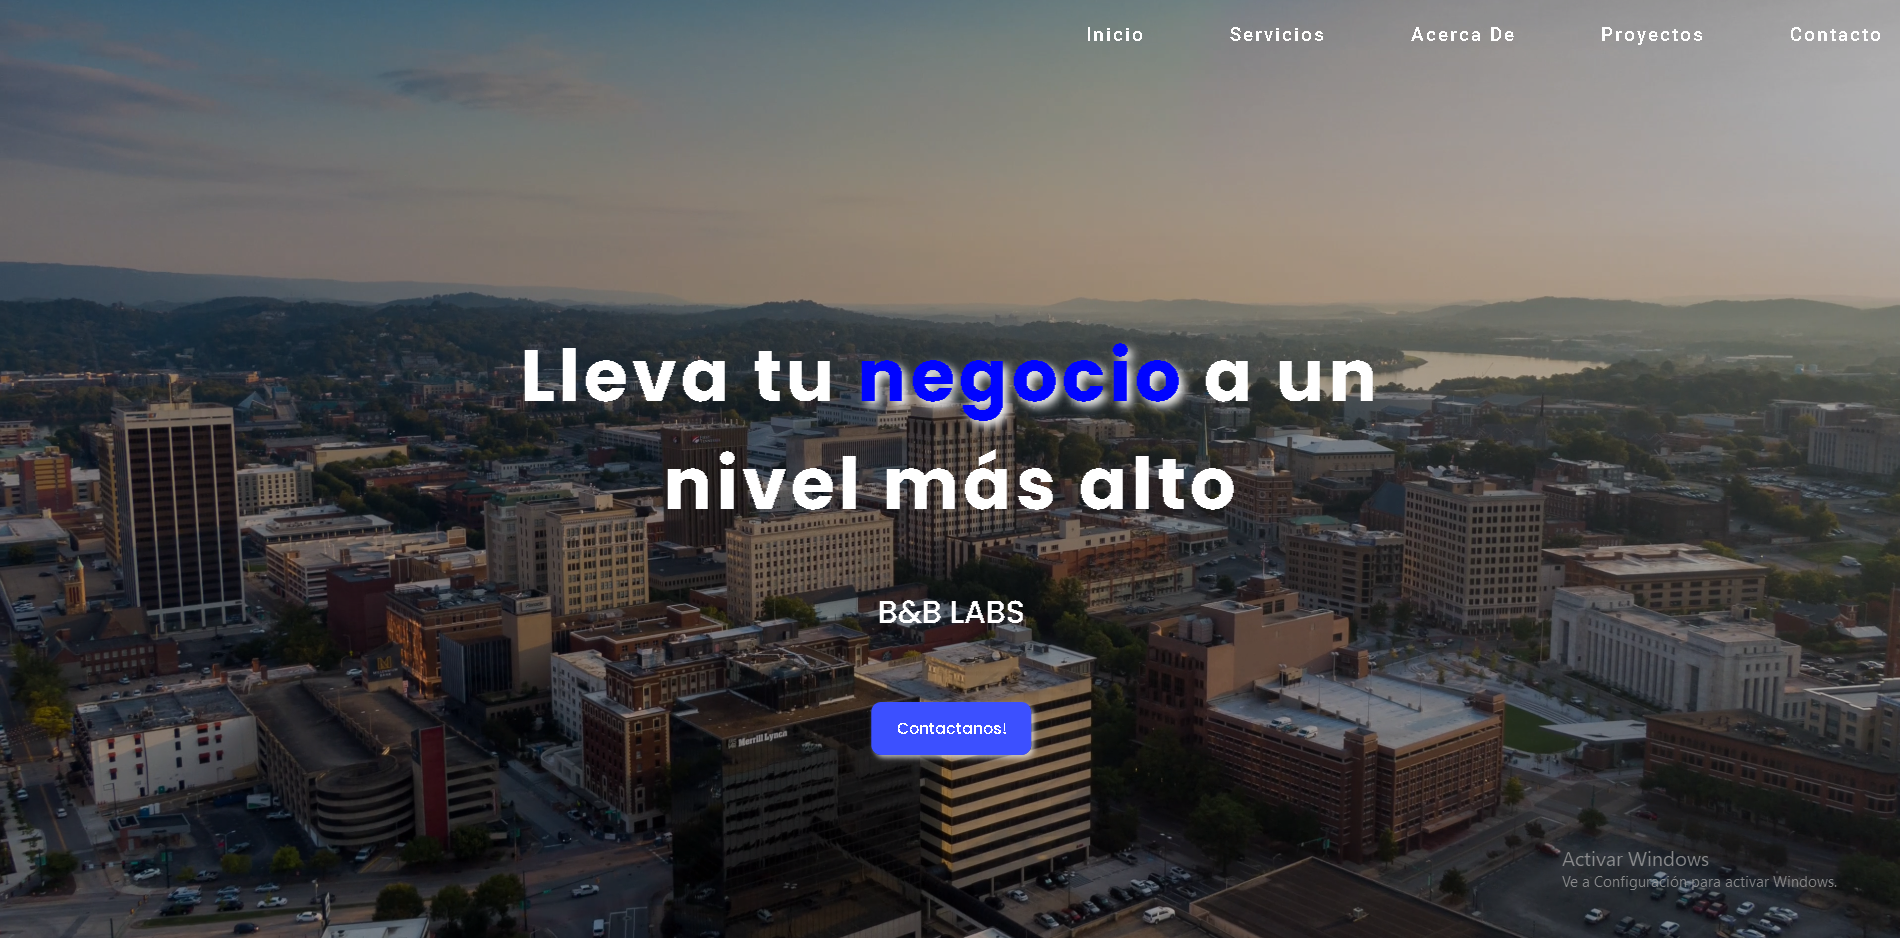 Inicio Servicios Acerca De Proyectos Contacto
Lleva tu negocio a un
nivel más alto
B&B LABS
Contactanos!
Merrill Lynch
Activar Windows
Ve a Configuración para activar Windows.